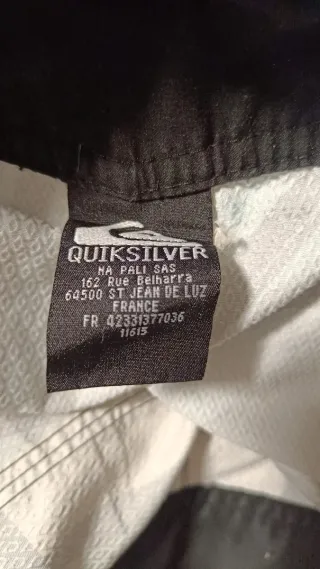 QUIKSILVER
NA PALI SAS
162 Rue Belharra
64500 ST JEAN DE LUZ
FRANCE
FR 42331377036
11615